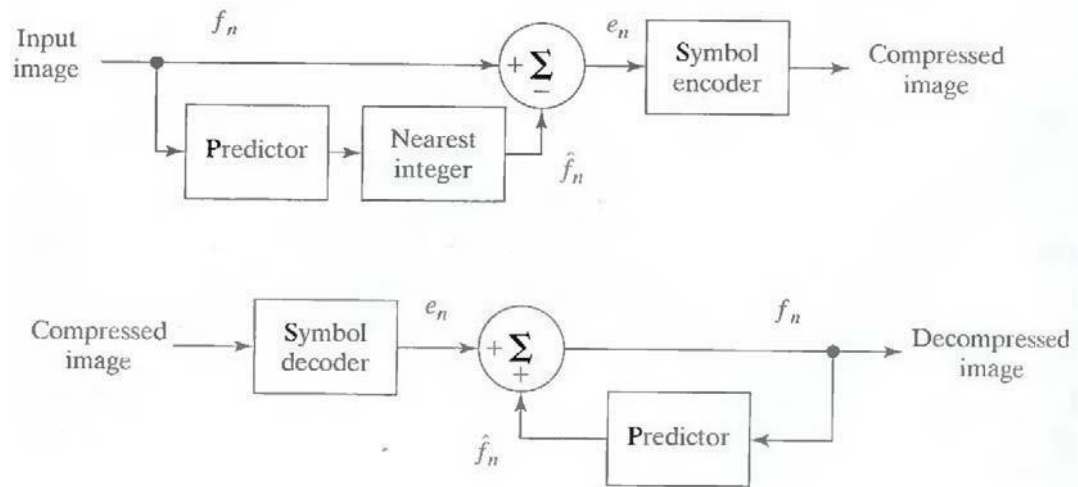 Input
image
f_n
+ Σ
−
e_n
Symbol
encoder
Compressed
image
Predictor
Nearest
integer
f̂_n
Compressed
image
Symbol
decoder
e_n
+ Σ
+
f_n
Decompressed
image
Predictor
f̂_n